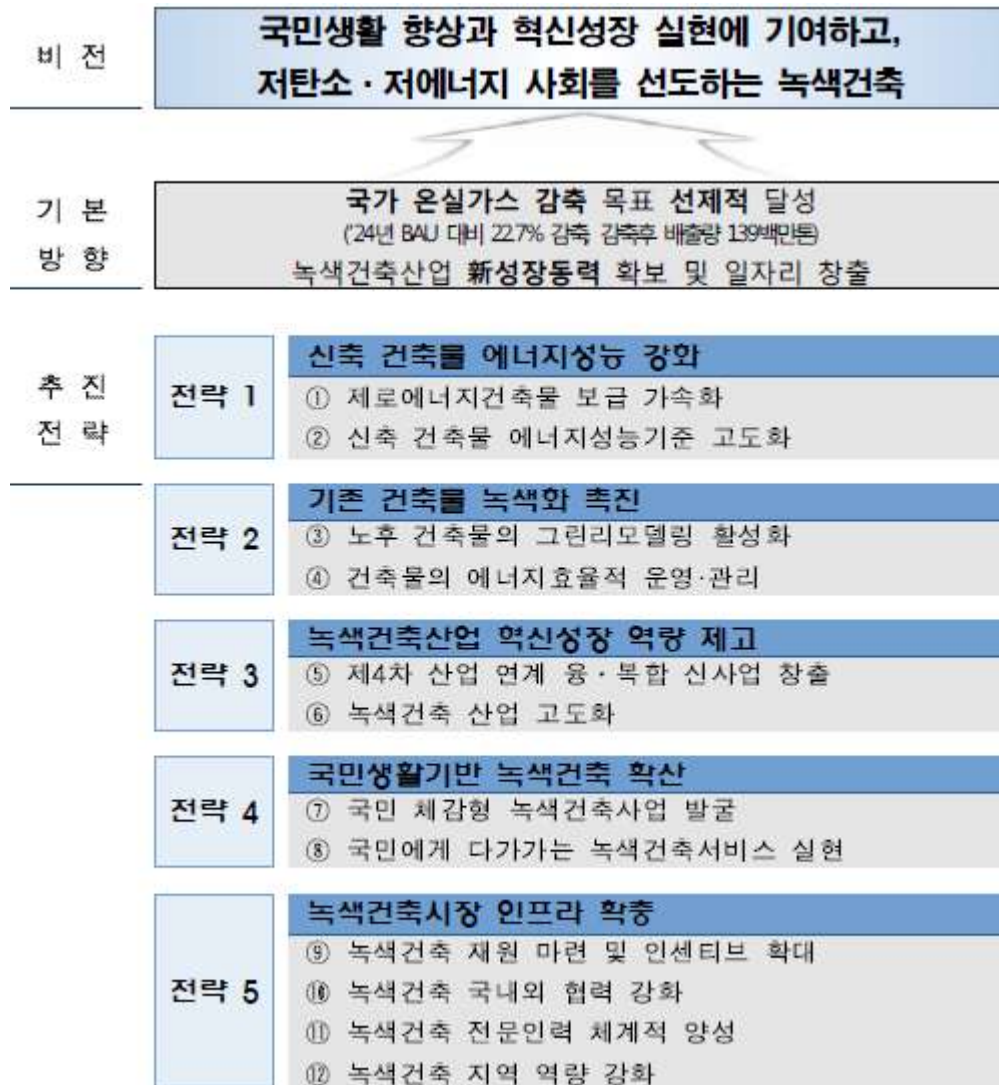 비 전
국민생활 향상과 혁신성장 실현에 기여하고,
저탄소 · 저에너지 사회를 선도하는 녹색건축
기 본
방 향
국가 온실가스 감축 목표 선제적 달성
('24년 BAU 대비 22.7% 감축, 감축후 배출량 139백만톤)
녹색건축산업 新성장동력 확보 및 일자리 창출
추 진
전 략
전략 1
신축 건축물 에너지성능 강화
① 제로에너지건축물 보급 가속화
② 신축 건축물 에너지성능기준 고도화
전략 2
기존 건축물 녹색화 촉진
③ 노후 건축물의 그린리모델링 활성화
④ 건축물의 에너지효율적 운영·관리
전략 3
녹색건축산업 혁신성장 역량 제고
⑤ 제4차 산업 연계 융·복합 신사업 창출
⑥ 녹색건축 산업 고도화
전략 4
국민생활기반 녹색건축 확산
⑦ 국민 체감형 녹색건축사업 발굴
⑧ 국민에게 다가가는 녹색건축서비스 실현
전략 5
녹색건축시장 인프라 확충
⑨ 녹색건축 재원 마련 및 인센티브 확대
⑩ 녹색건축 국내외 협력 강화
⑪ 녹색건축 전문인력 체계적 양성
⑫ 녹색건축 지역 역량 강화